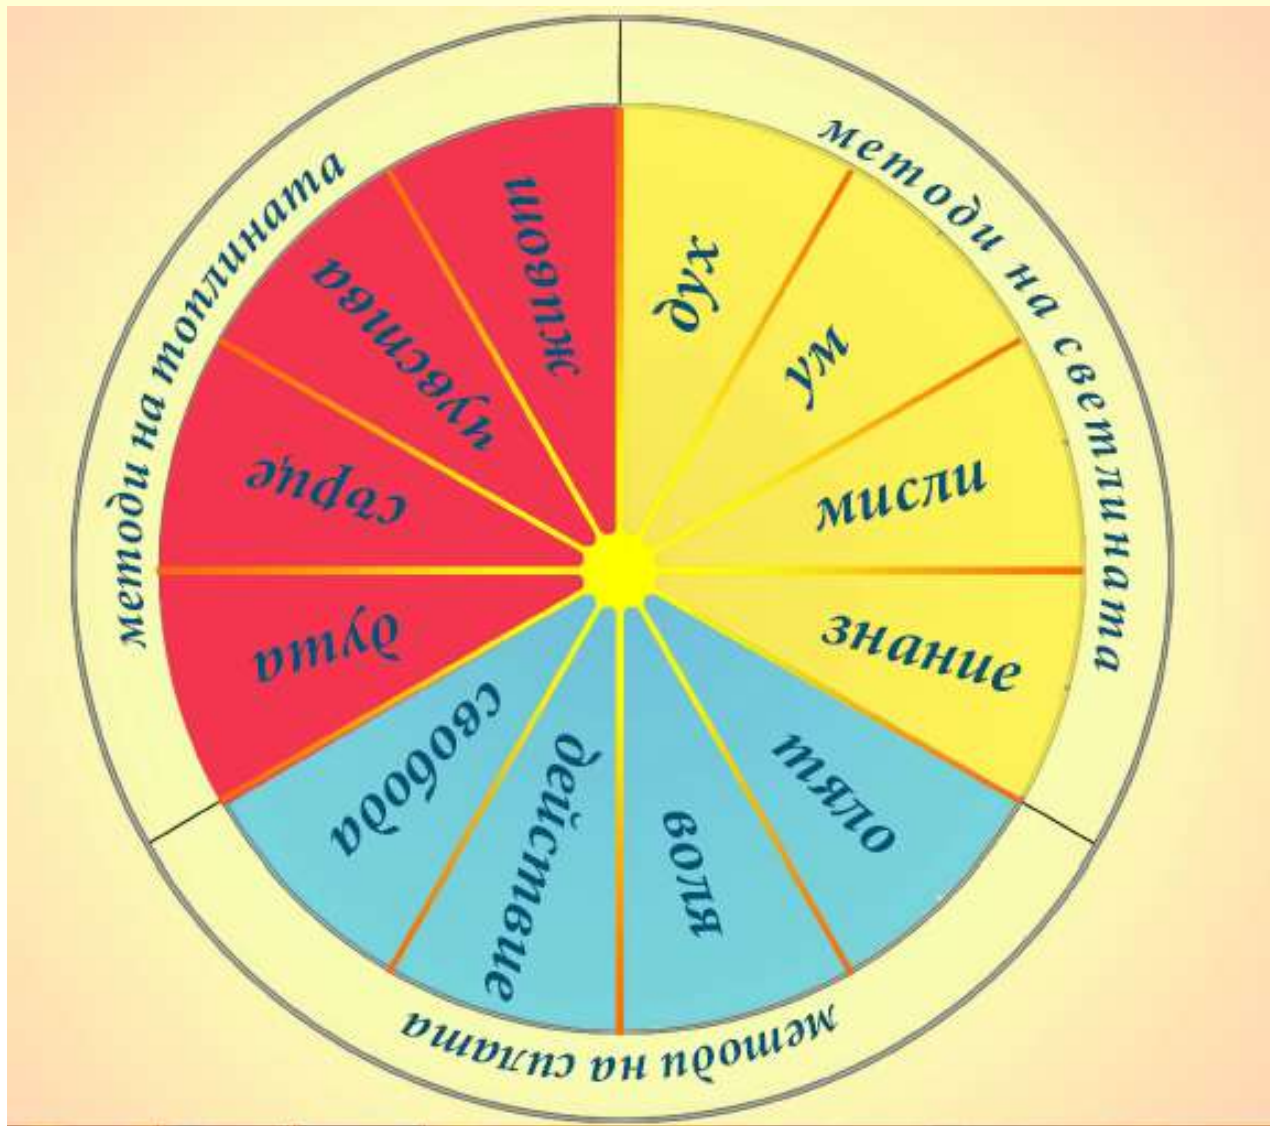 методи на светлината
дух
ум
мисли
знание
методи на силата
тяло
воля
действие
свобода
методи на топлината
душа
сърце
чувства
живот